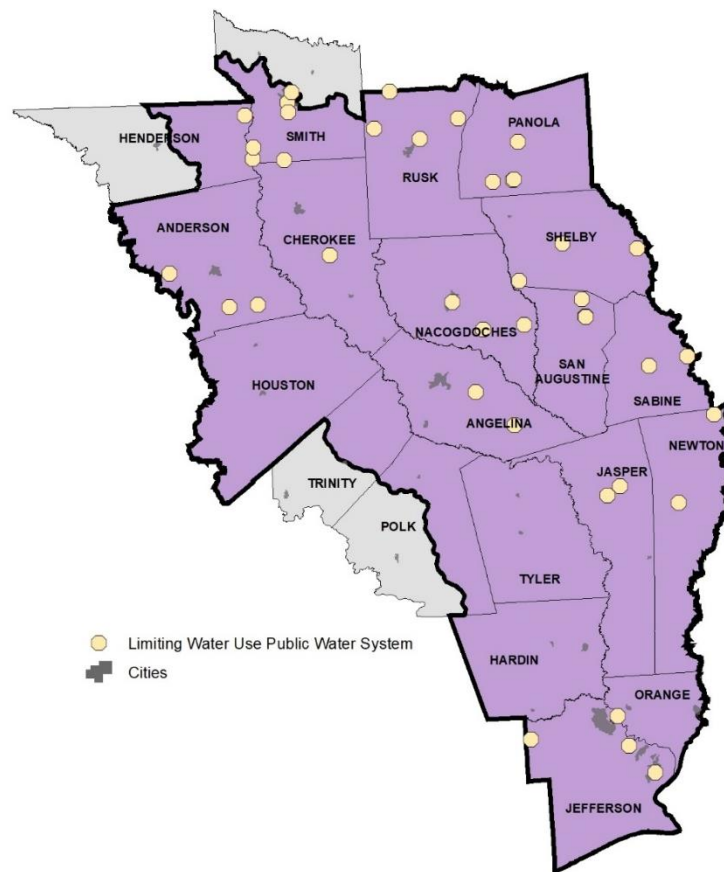 HENDERSON
SMITH
PANOLA
RUSK
ANDERSON
CHEROKEE
SHELBY
NACOGDOCHES
SAN
AUGUSTINE
HOUSTON
SABINE
ANGELINA
NEWTON
JASPER
TRINITY
POLK
TYLER
Limiting Water Use Public Water System
HARDIN
Cities
ORANGE
JEFFERSON